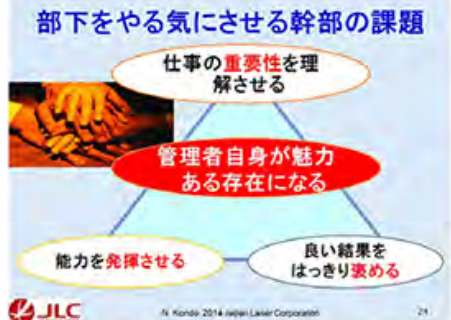 部下をやる気にさせる幹部の課題
仕事の重要性を理
解させる
管理者自身が魅力
ある存在になる
能力を発揮させる
良い結果を
はっきり褒める
JLC
N. Kondo 2014 Japan Laser Corporation
24